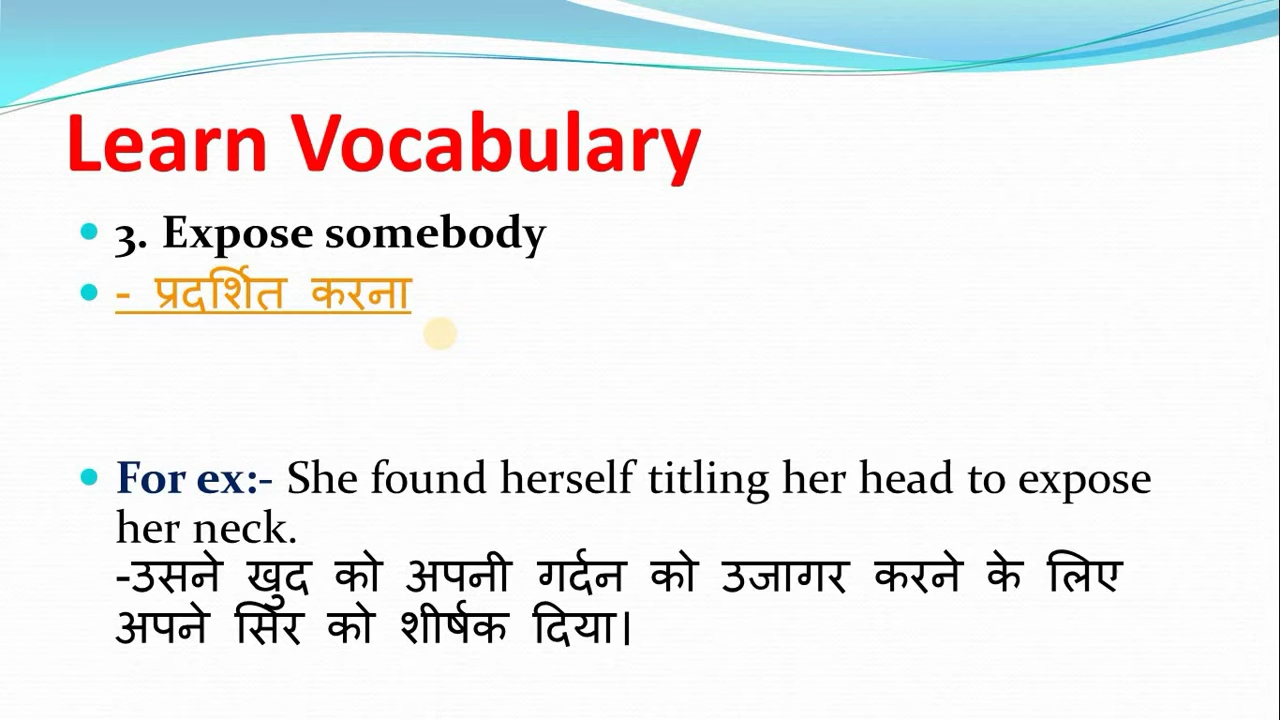 Learn Vocabulary
3. Expose somebody
- प्रदर्शित करना
For ex:- She found herself titling her head to expose
her neck.
-उसने खुद को अपनी गर्दन को उजागर करने के लिए
अपने सिर को शीर्षक दिया।